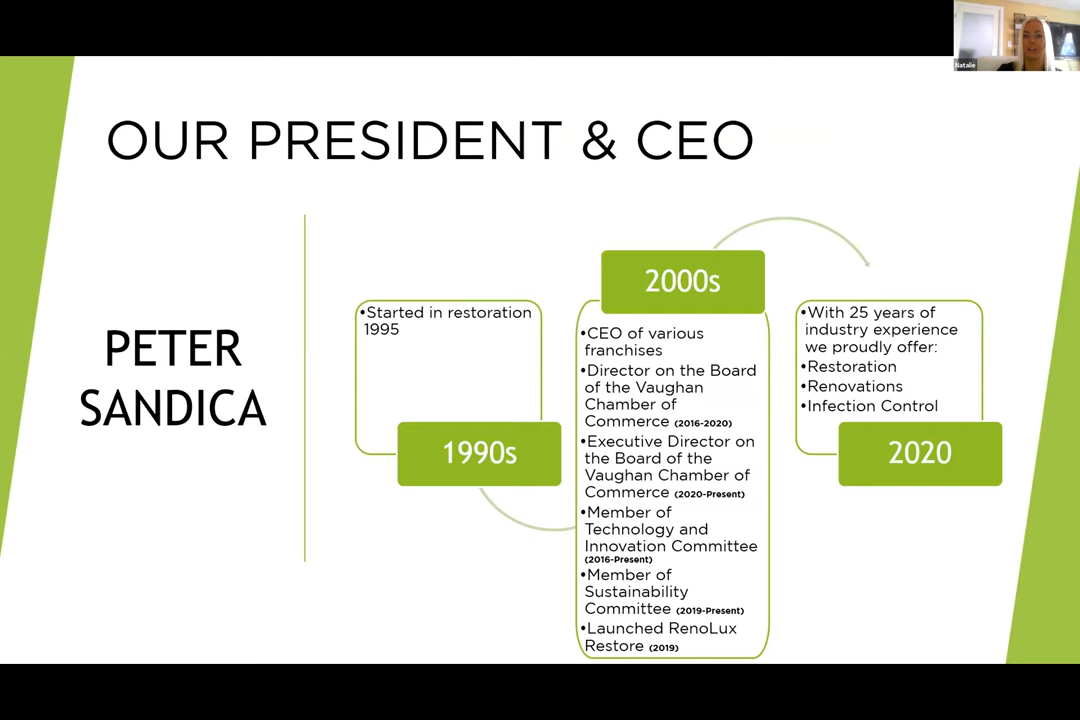 Natalie
OUR PRESIDENT & CEO
PETER
SANDICA
•Started in restoration
1995
1990s
2000s
•CEO of various
franchises
•Director on the Board
of the Vaughan
Chamber of
Commerce (2016-2020)
•Executive Director on
the Board of the
Vaughan Chamber of
Commerce (2020-Present)
•Member of
Technology and
Innovation Committee
(2016-Present)
•Member of
Sustainability
Committee (2019-Present)
•Launched RenoLux
Restore (2019)
•With 25 years of
industry experience
we proudly offer:
•Restoration
•Renovations
•Infection Control
2020